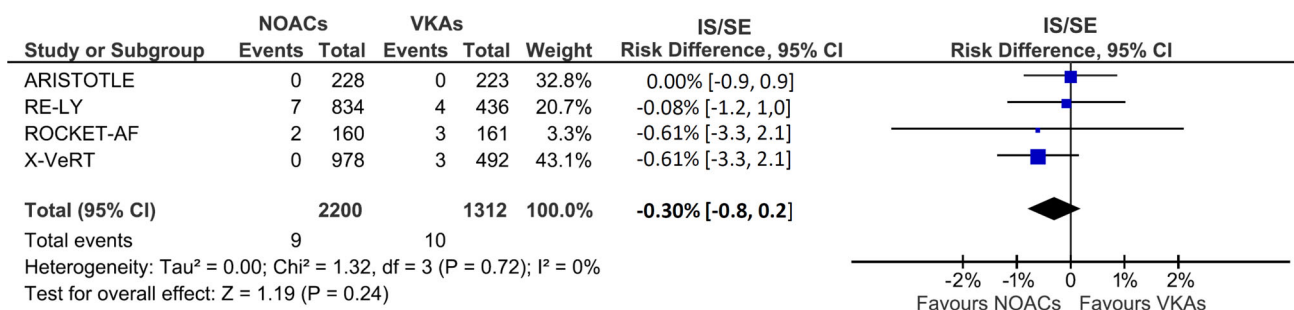 NOACs VKAs IS/SE IS/SE
Study or Subgroup Events Total Events Total Weight Risk Difference, 95% CI Risk Difference, 95% CI
ARISTOTLE 0 228 0 223 32.8% 0.00% [-0.9, 0.9]
RE-LY 7 834 4 436 20.7% -0.08% [-1.2, 1,0]
ROCKET-AF 2 160 3 161 3.3% -0.61% [-3.3, 2.1]
X-VeRT 0 978 3 492 43.1% -0.61% [-3.3, 2.1]
Total (95% CI) 2200 1312 100.0% -0.30% [-0.8, 0.2]
Total events 9 10
Heterogeneity: Tau² = 0.00; Chi² = 1.32, df = 3 (P = 0.72); I² = 0%
Test for overall effect: Z = 1.19 (P = 0.24)
-2% -1% 0 1% 2%
Favours NOACs Favours VKAs